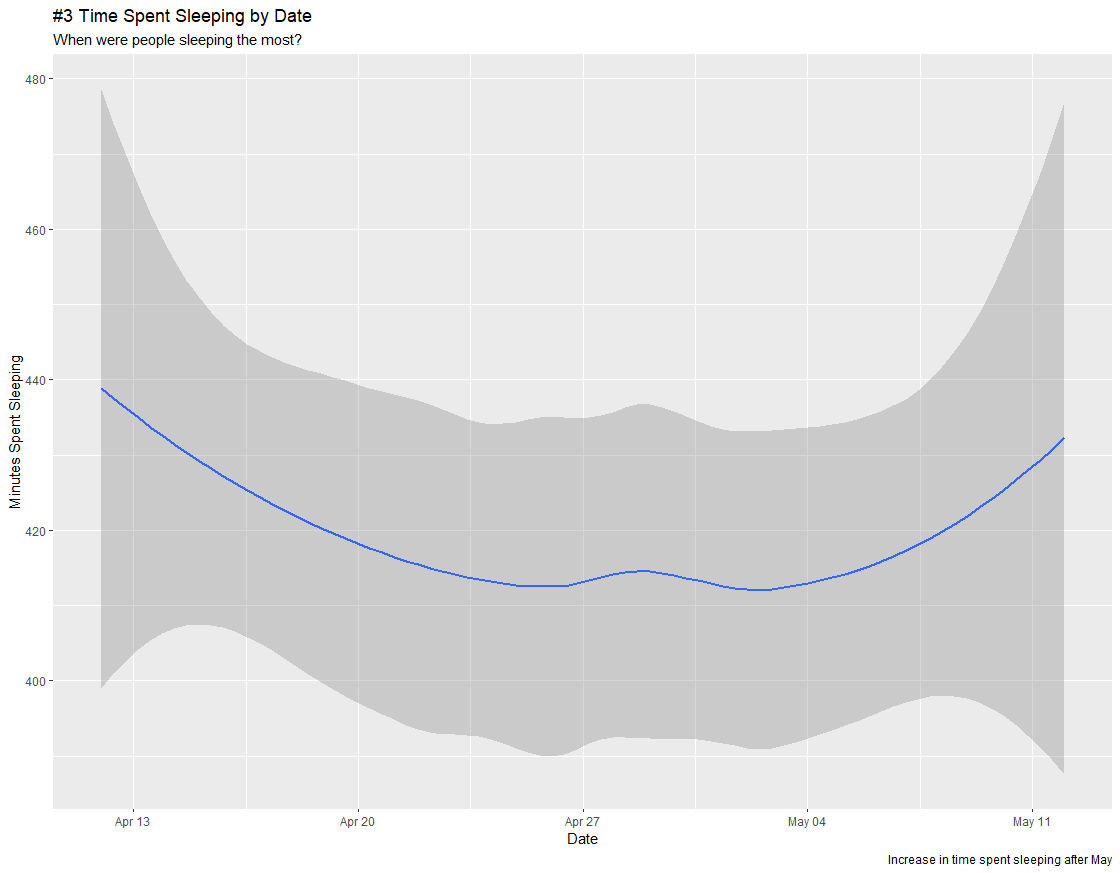 #3 Time Spent Sleeping by Date
When were people sleeping the most?
Minutes Spent Sleeping
480
460
440
420
400
Apr 13
Apr 20
Apr 27
May 04
May 11
Date
Increase in time spent sleeping after May